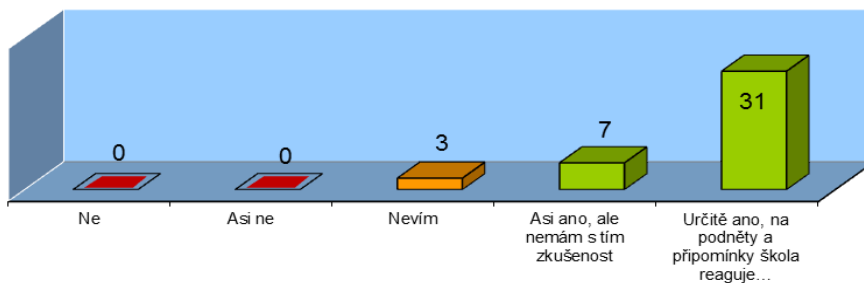 0
0
3
7
31
Ne
Asi ne
Nevím
Asi ano, ale
nemám s tím
zkušenost
Určitě ano, na
podněty a
připomínky škola
reaguje…